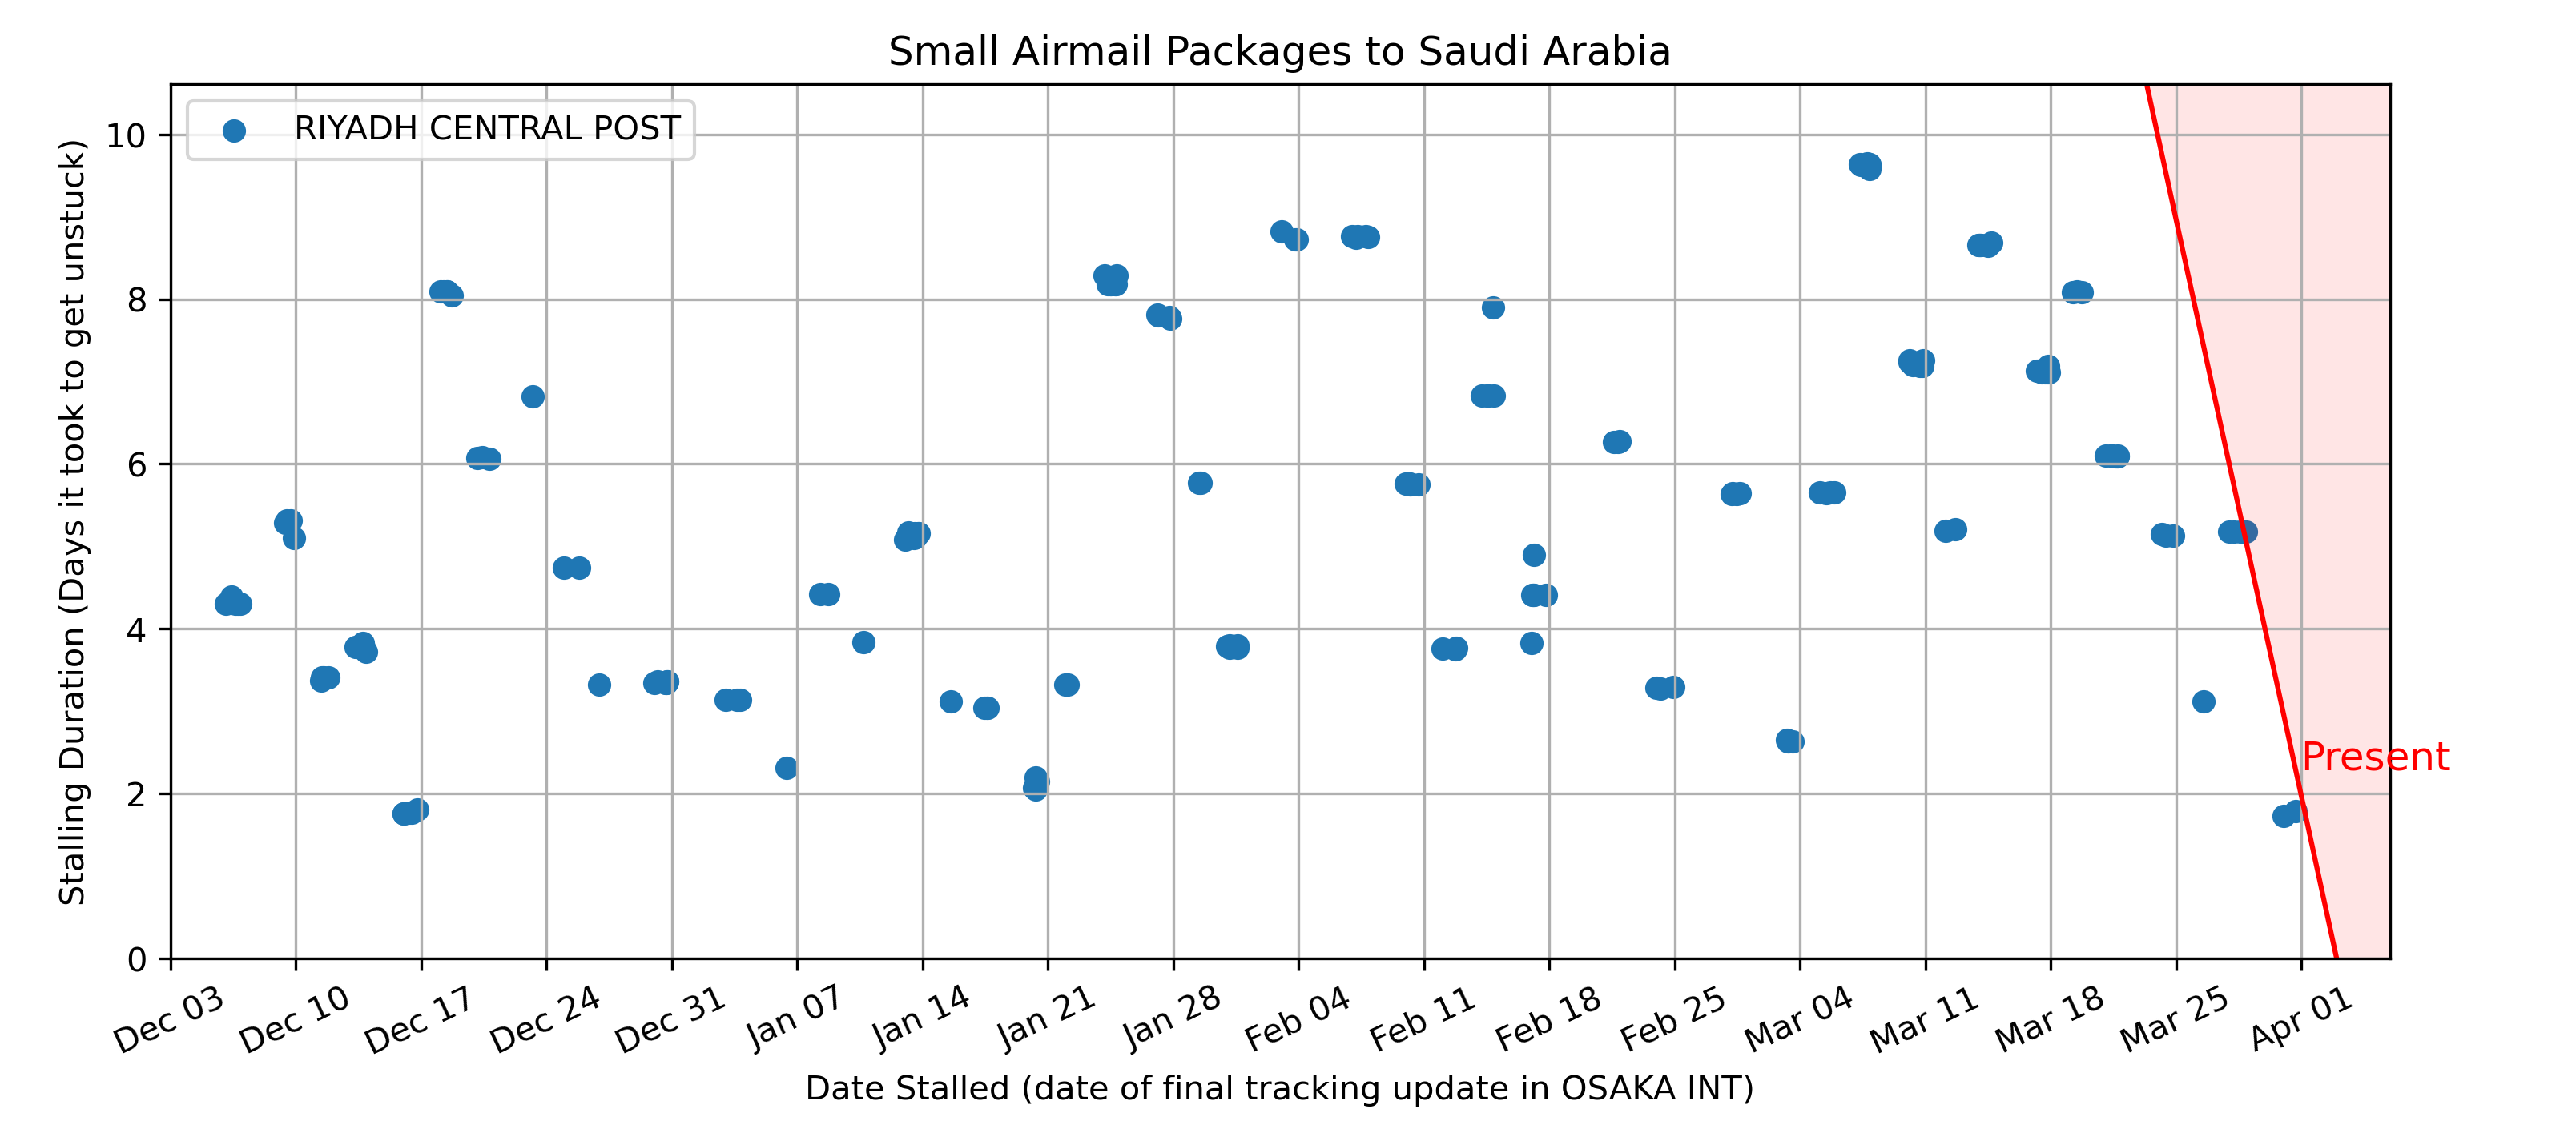 Small Airmail Packages to Saudi Arabia
RIYADH CENTRAL POST
Stalling Duration (Days it took to get unstuck)
10
8
6
4
2
0
Present
Dec 03
Dec 10
Dec 17
Dec 24
Dec 31
Jan 07
Jan 14
Jan 21
Jan 28
Feb 04
Feb 11
Feb 18
Feb 25
Mar 04
Mar 11
Mar 18
Mar 25
Apr 01
Date Stalled (date of final tracking update in OSAKA INT)